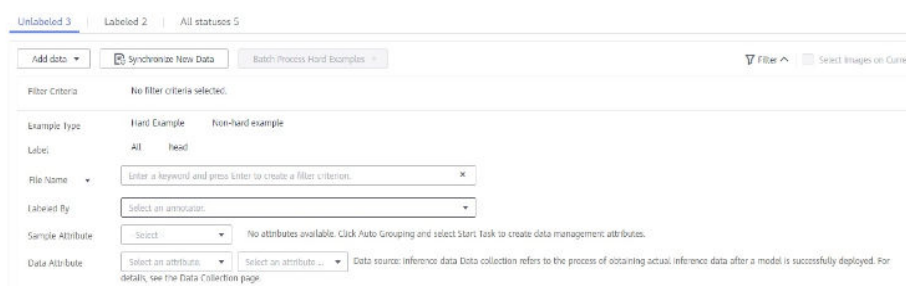 Unlabeled 3 Labeled 2 All statuses 5
Add data Synchronize New Data Batch Process Hard Examples Filter Select Images on Curre
Filter Criteria No filter criteria selected.
Example Type Hard Example Non-hard example
Label All head
File Name Enter a keyword and press Enter to create a filter criterion. ×
Labeled By Select an annotator.
Sample Attribute --Select-- No attributes available. Click Auto Grouping and select Start Task to create data management attributes.
Data Attribute Select an attribute. Select an attribute ... Data source: inference data Data collection refers to the process of obtaining actual inference data after a model is successfully deployed. For
details, see the Data Collection page.